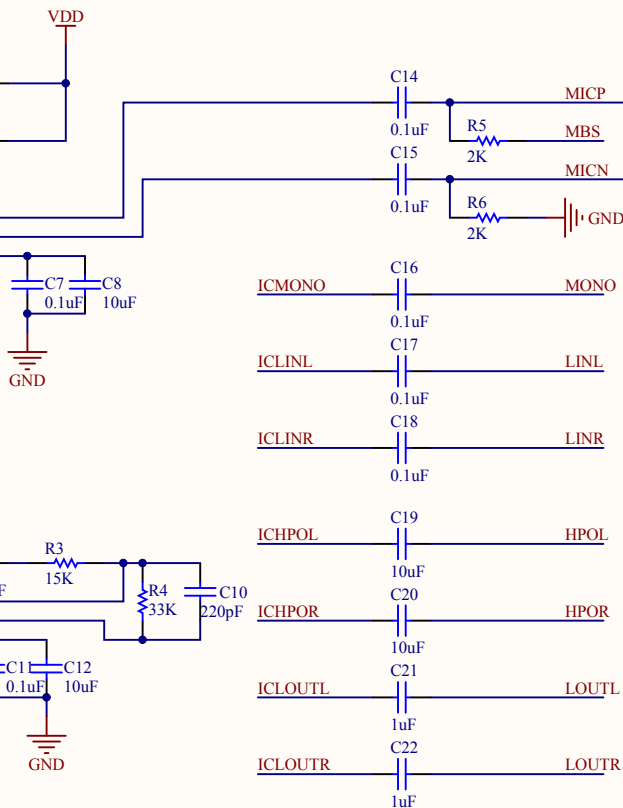 VDD
C14
0.1uF
MICP
R5
2K
MBS
C15
0.1uF
MICN
R6
2K
GND
C7
0.1uF
C8
10uF
GND
ICMONO
C16
0.1uF
MONO
ICLINL
C17
0.1uF
LINL
ICLINR
C18
0.1uF
LINR
ICHPOL
C19
10uF
HPOL
R3
15K
F
R4
33K
C10
220pF
ICHPOR
C20
10uF
HPOR
C11
0.1uF
C12
10uF
GND
ICLOUTL
C21
1uF
LOUTL
ICLOUTR
C22
1uF
LOUTR